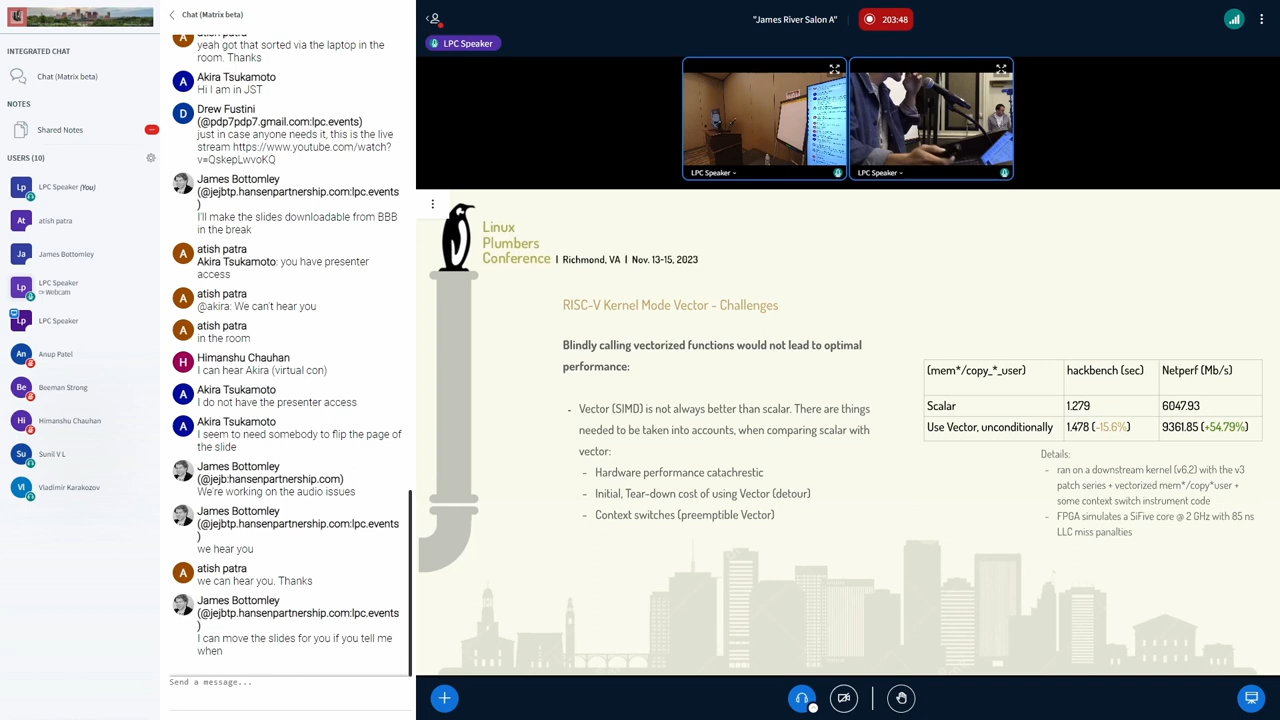 INTEGRATED CHAT
Chat (Matrix beta)
NOTES
Shared Notes
USERS (10)
Lp LPC Speaker (You)
At atish patra
Ja James Bottomley
Lp LPC Speaker
Webcam
Lp LPC Speaker
An Anup Patel
Be Beeman Strong
Hi Himanshu Chauhan
Su Sunil V L
Vl Vladimír Karakozov
Chat (Matrix beta)
A atish patra
yeah got that sorted via the laptop in the
room. Thanks
A Akira Tsukamoto
Hi I am in JST
D Drew Fustini
(@pdp7pdp7.gmail.com:lpc.events)
just in case anyone needs it, this is the live
stream https://www.youtube.com/watch?
v=QskepLwvoKQ
James Bottomley
(@jejbtp.hansenpartnership.com:lpc.events
)
I'll make the slides downloadable from BBB
in the break
A atish patra
Akira Tsukamoto: you have presenter
access
A atish patra
@akira: We can't hear you
A atish patra
in the room
H Himanshu Chauhan
I can hear Akira (virtual con)
A Akira Tsukamoto
I do not have the presenter access
A Akira Tsukamoto
I seem to need somebody to flip the page of
the slide
James Bottomley
(@jejb:hansenpartnership.com)
We're working on the audio issues
James Bottomley
(@jejbtp.hansenpartnership.com:lpc.events
)
we hear you
A atish patra
we can hear you. Thanks
James Bottomley
(@jejbtp.hansenpartnership.com:lpc.events
)
I can move the slides for you if you tell me
when
Send a message...
"James River Salon A"
203:48
LPC Speaker
LPC Speaker
LPC Speaker
Linux
Plumbers
Conference | Richmond, VA | Nov. 13-15, 2023
RISC-V Kernel Mode Vector - Challenges
Blindly calling vectorized functions would not lead to optimal
performance:
- Vector (SIMD) is not always better than scalar. There are things
needed to be taken into accounts, when comparing scalar with
vector:
- Hardware performance catachrestic
- Initial, Tear-down cost of using Vector (detour)
- Context switches (preemptible Vector)
(mem*/copy_*_user) hackbench (sec) Netperf (Mb/s)
Scalar 1.279 6047.93
Use Vector, unconditionally 1.478 (-15.6%) 9361.85 (+54.79%)
Details:
- ran on a downstream kernel (v6.2) with the v3
patch series + vectorized mem*/copy*user +
some context switch instrument code
- FPGA simulates a SiFive core @ 2 GHz with 85 ns
LLC miss panalties